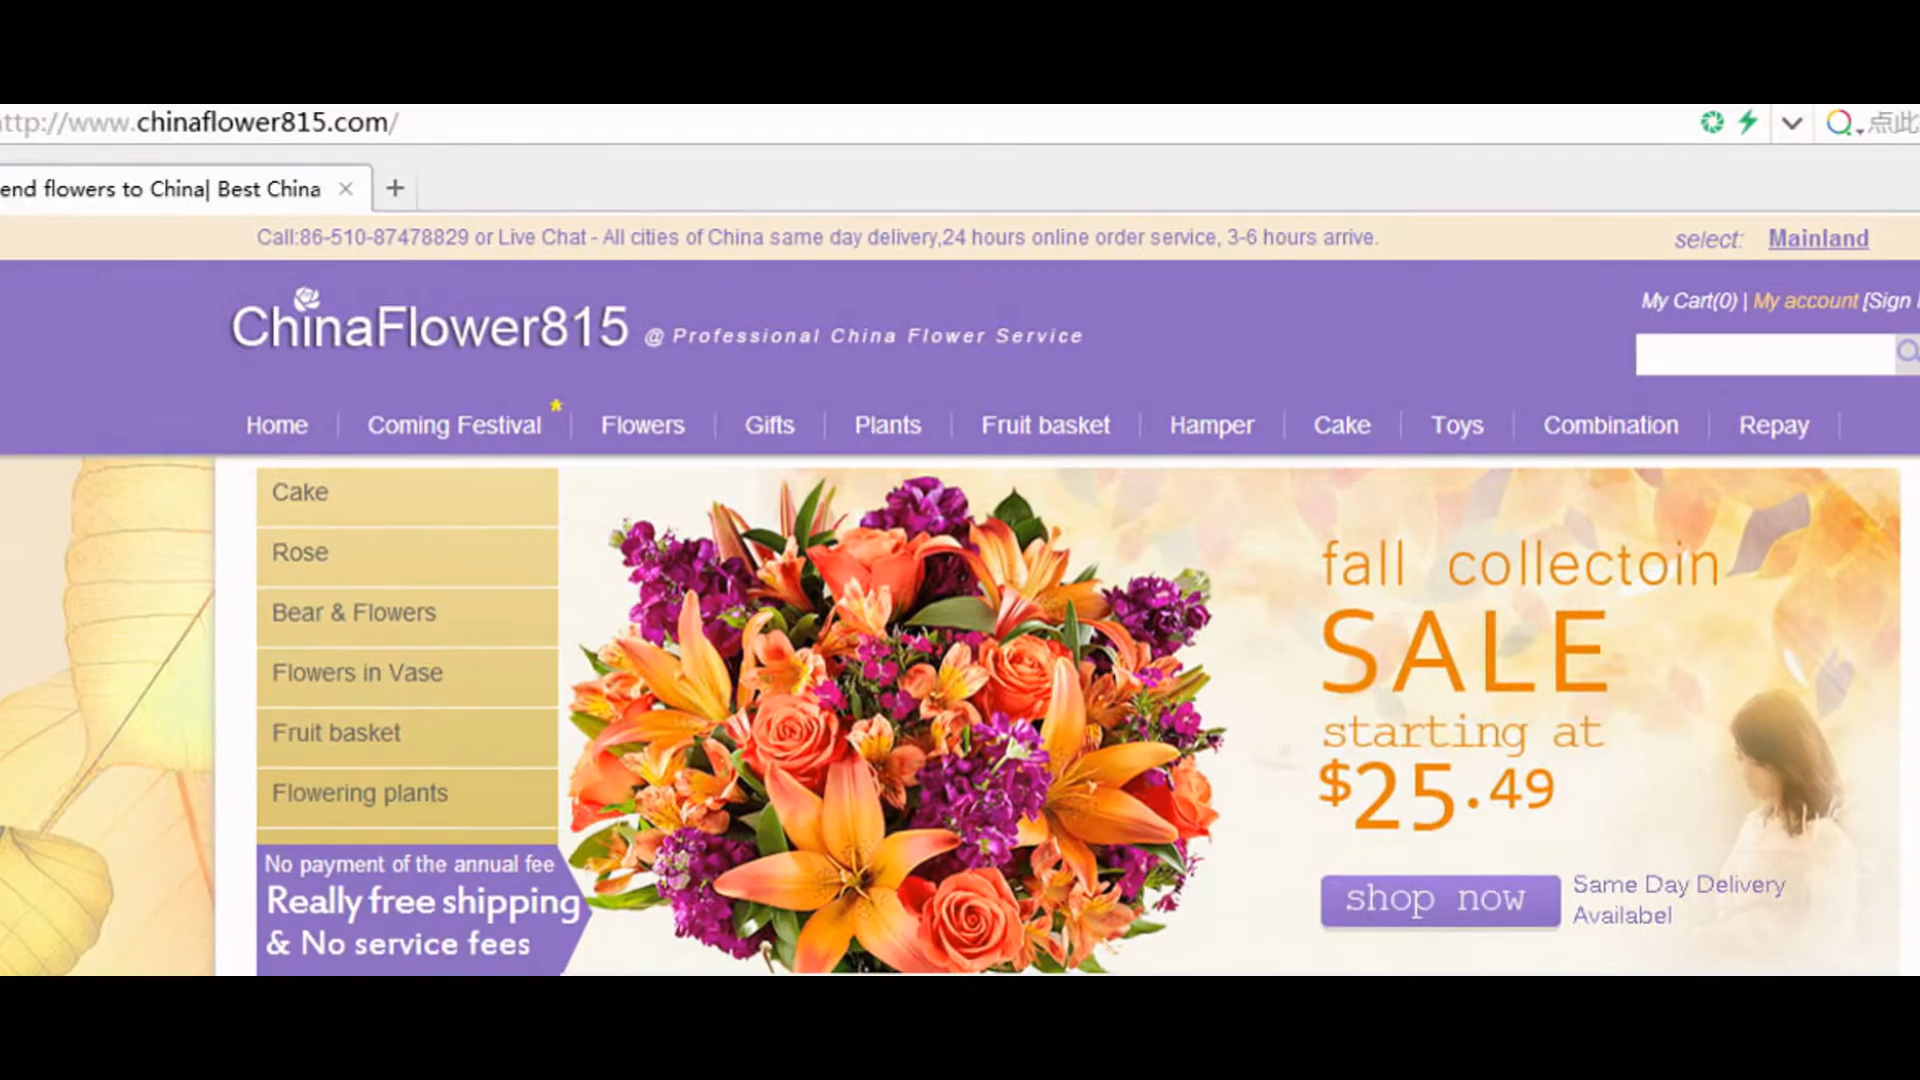 ttp://www.chinaflower815.com/
点此
end flowers to China| Best China
Call:86-510-87478829 or Live Chat - All cities of China same day delivery,24 hours online order service, 3-6 hours arrive.
select: Mainland
My Cart(0) | My account [Sign
ChinaFlower815 @ Professional China Flower Service
Home Coming Festival Flowers Gifts Plants Fruit basket Hamper Cake Toys Combination Repay
Cake
Rose
Bear & Flowers
Flowers in Vase
Fruit basket
Flowering plants
No payment of the annual fee
Really free shipping
& No service fees
fall collectoin
SALE
starting at
$25.49
shop now
Same Day Delivery
Availabel